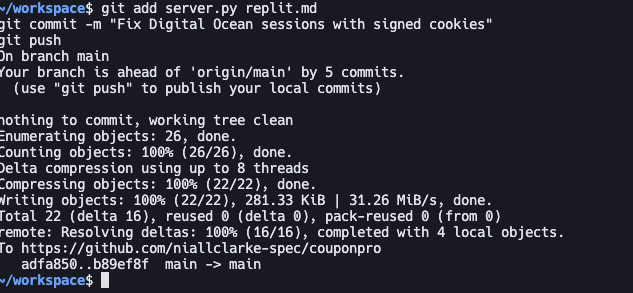 ~/workspace$ git add server.py replit.md
git commit -m "Fix Digital Ocean sessions with signed cookies"
git push
On branch main
Your branch is ahead of 'origin/main' by 5 commits.
  (use "git push" to publish your local commits)

nothing to commit, working tree clean
Enumerating objects: 26, done.
Counting objects: 100% (26/26), done.
Delta compression using up to 8 threads
Compressing objects: 100% (22/22), done.
Writing objects: 100% (22/22), 281.33 KiB | 31.26 MiB/s, done.
Total 22 (delta 16), reused 0 (delta 0), pack-reused 0 (from 0)
remote: Resolving deltas: 100% (16/16), completed with 4 local objects.
To https://github.com/niallclarke-spec/couponpro
   adfa850..b89ef8f  main -> main
~/workspace$